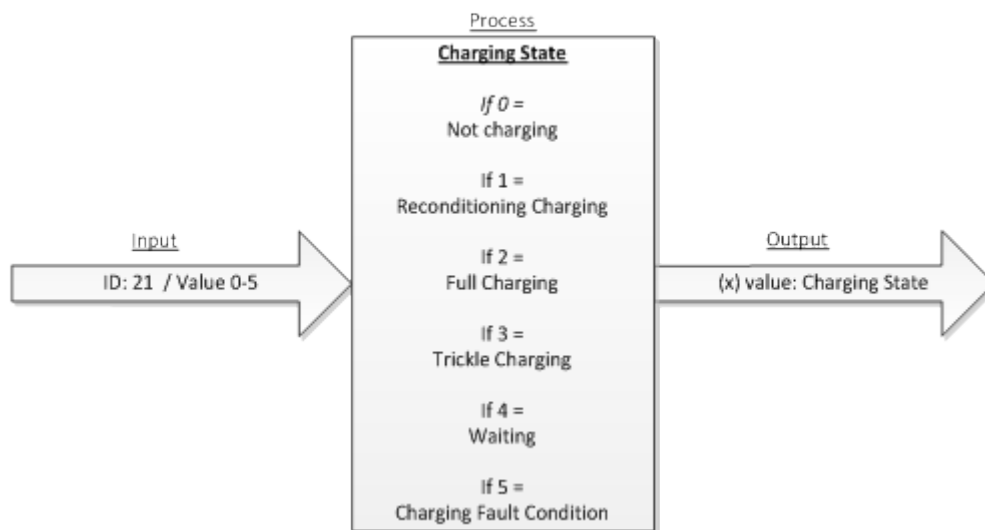 Process
Charging State
If 0 =
Not charging
If 1 =
Reconditioning Charging
If 2 =
Full Charging
If 3 =
Trickle Charging
If 4 =
Waiting
If 5 =
Charging Fault Condition
Input
ID: 21 / Value 0-5
Output
(x) value: Charging State